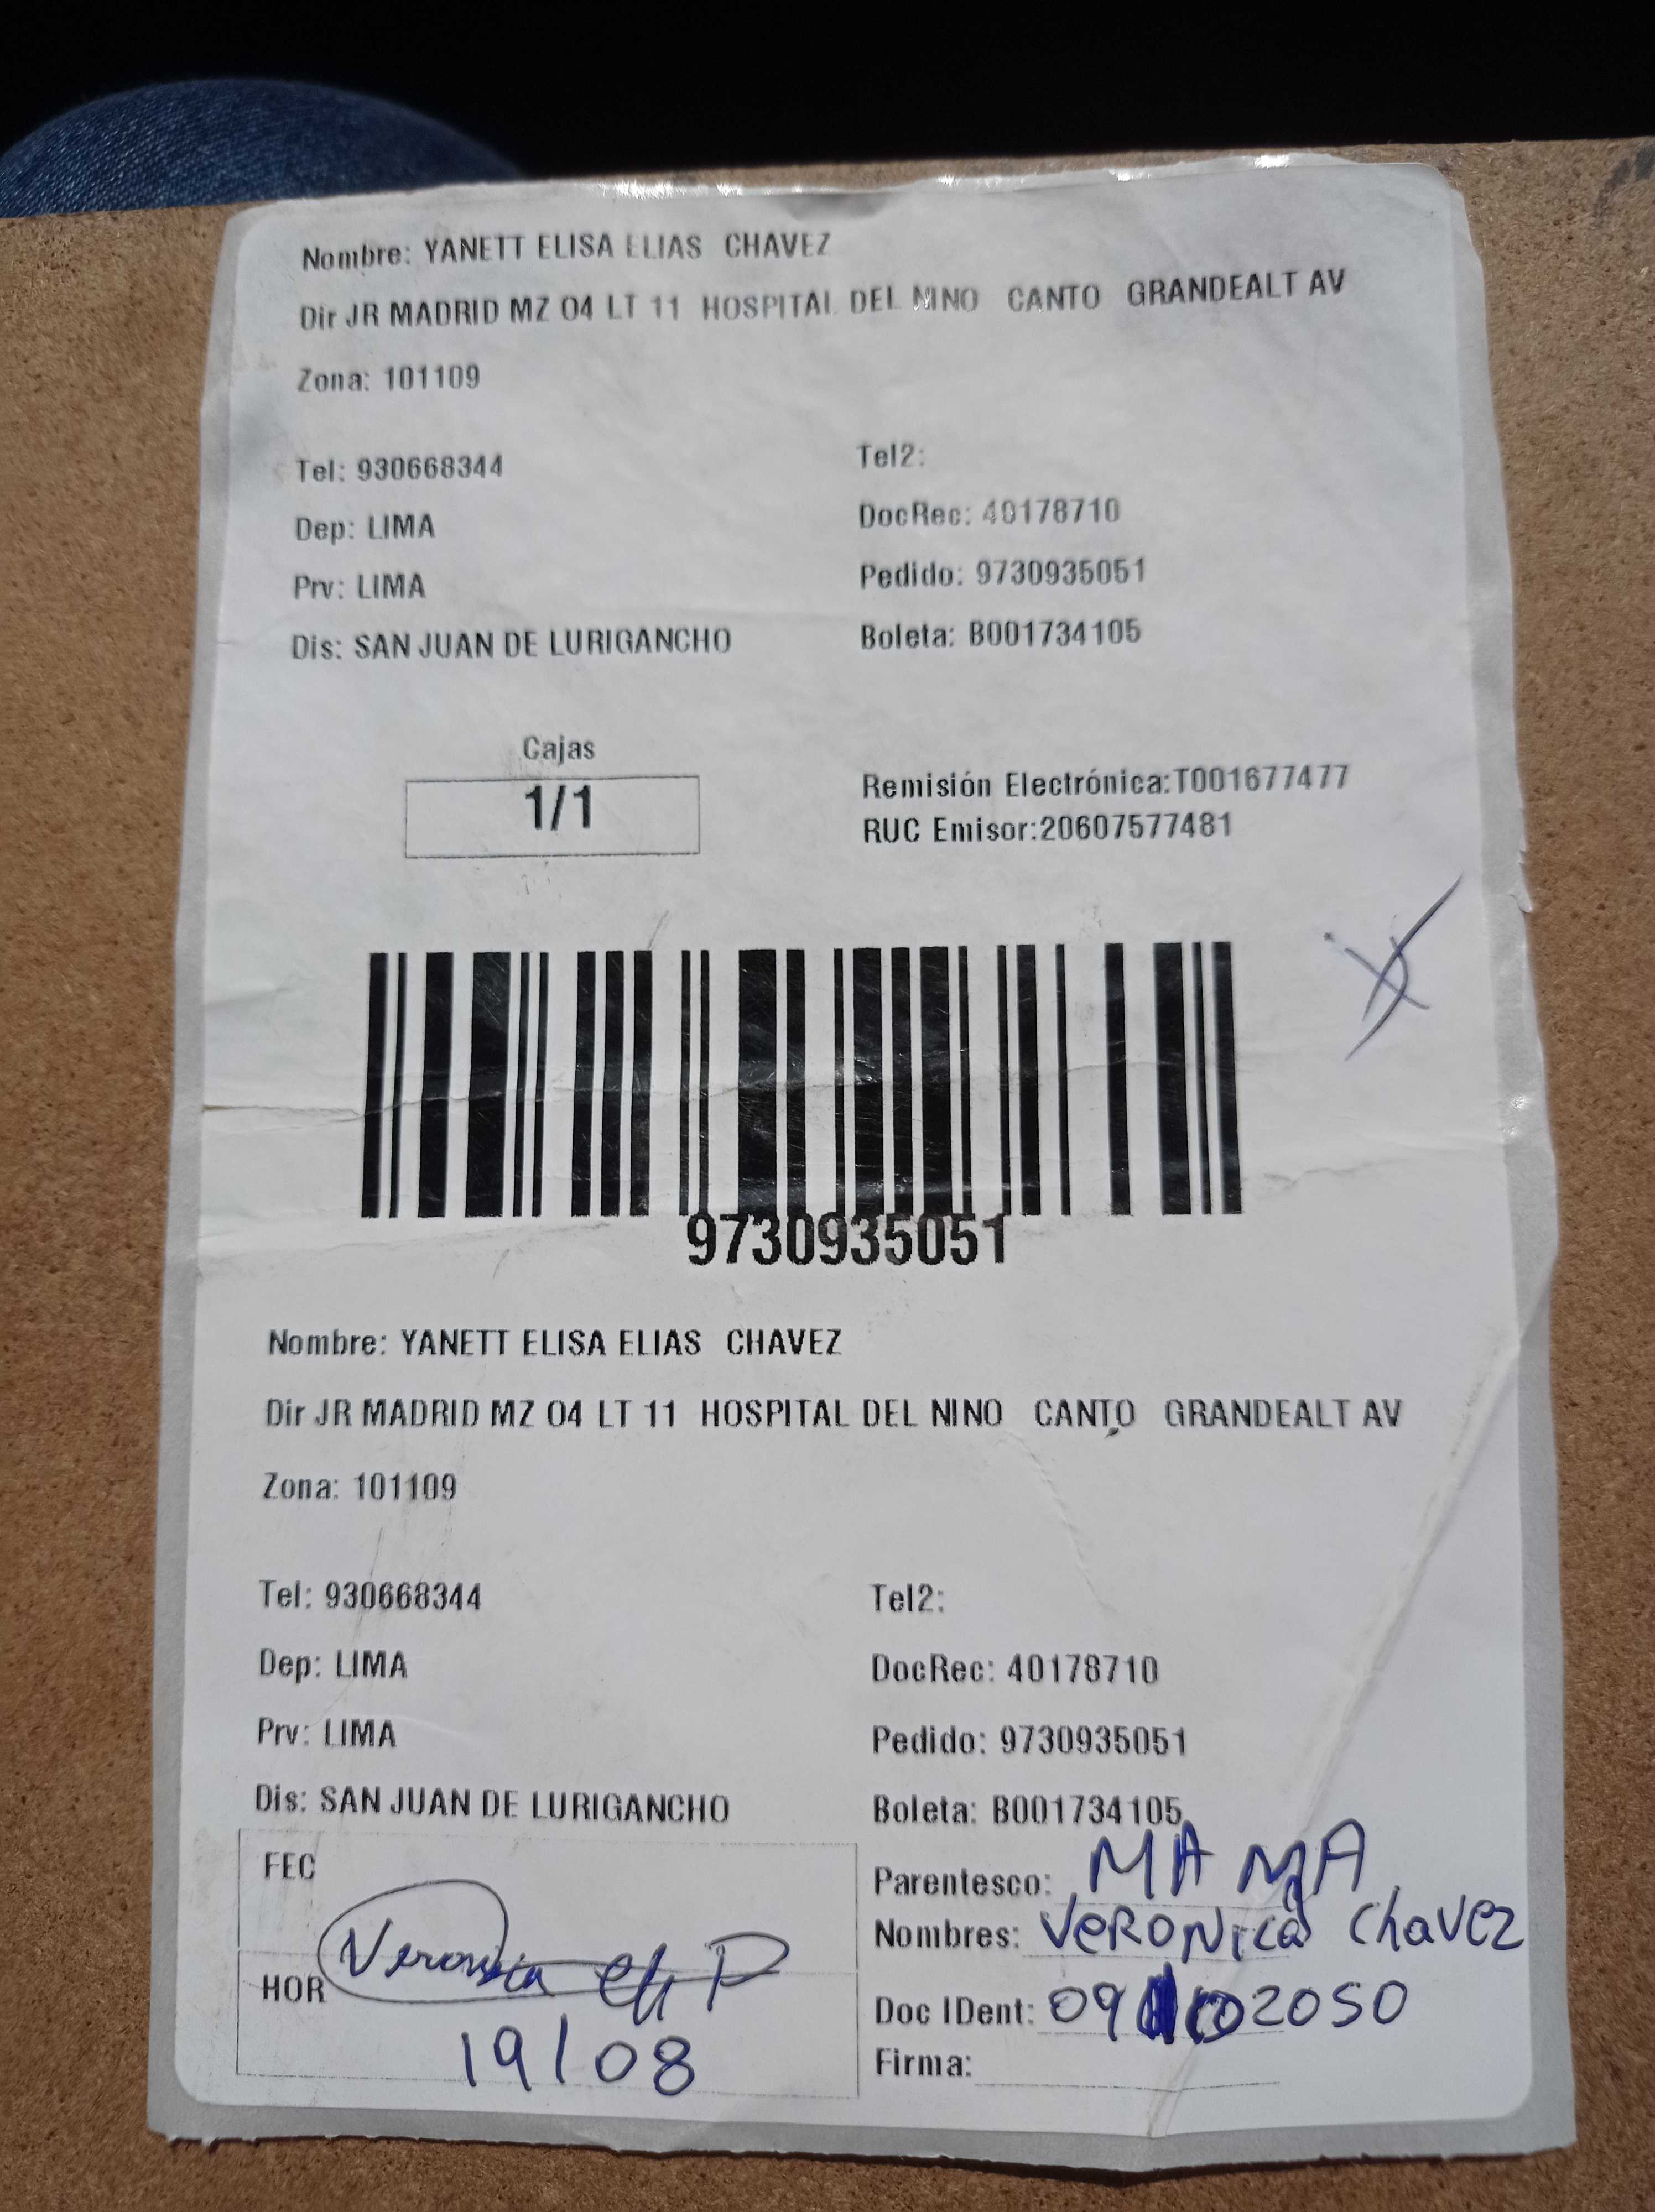 Nombre: YANETT ELISA ELIAS CHAVEZ
Dir JR MADRID MZ 04 LT 11 HOSPITAL DEL NINO CANTO GRANDEALT AV
Zona: 101109
Tel: 930668344
Tel2:
Dep: LIMA
DocRec: 40178710
Prv: LIMA
Pedido: 9730935051
Dis: SAN JUAN DE LURIGANCHO
Boleta: B001734105
Cajas
1/1
Remisión Electrónica:T001677477
RUC Emisor:20607577481
9730935051
Nombre: YANETT ELISA ELIAS CHAVEZ
Dir JR MADRID MZ 04 LT 11 HOSPITAL DEL NINO CANTO GRANDEALT AV
Zona: 101109
Tel: 930668344
Tel2:
Dep: LIMA
DocRec: 40178710
Prv: LIMA
Pedido: 9730935051
Dis: SAN JUAN DE LURIGANCHO
Boleta: B001734105
FEC
Parentesco: MAMA
Nombres: VERONICA ChAVEZ
HOR
Veronica
Doc IDent:
19/08
Firma: